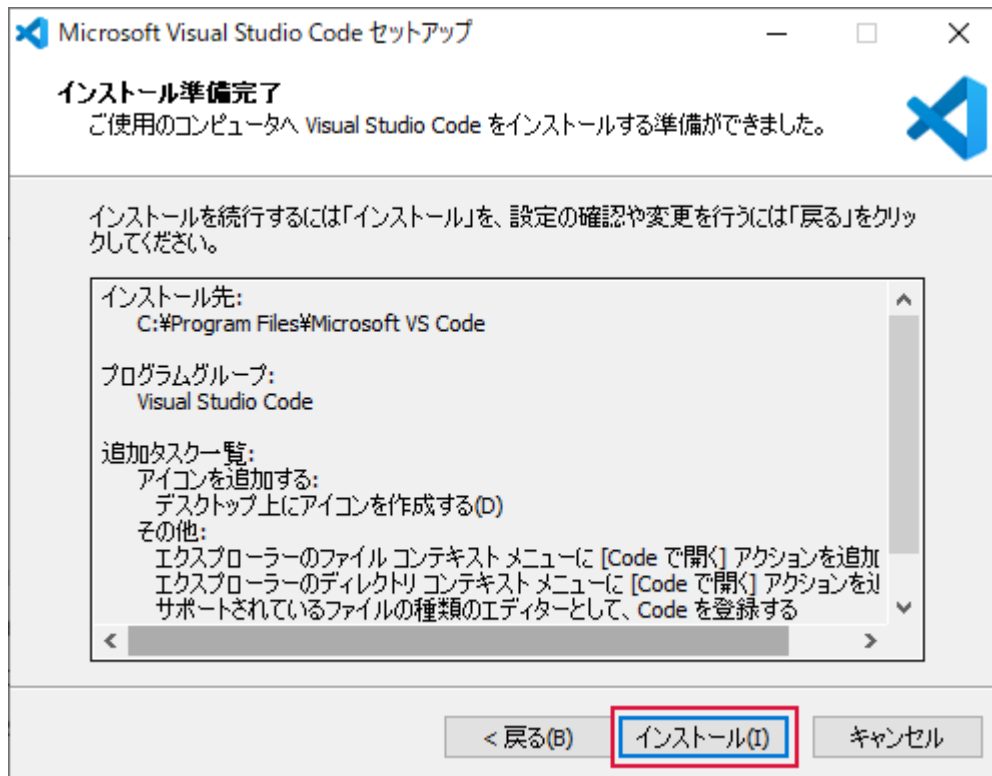 Microsoft Visual Studio Code セットアップ
インストール準備完了
ご使用のコンピュータへ Visual Studio Code をインストールする準備ができました。
インストールを続行するには「インストール」を、設定の確認や変更を行うには「戻る」をクリッ
クしてください。
インストール先:
C:¥Program Files¥Microsoft VS Code
プログラムグループ:
Visual Studio Code
追加タスク一覧:
アイコンを追加する:
デスクトップ上にアイコンを作成する(D)
その他:
エクスプローラーのファイル コンテキスト メニューに [Code で開く] アクションを追加
エクスプローラーのディレクトリ コンテキスト メニューに [Code で開く] アクションを
サポートされているファイルの種類のエディターとして、Code を登録する
< 戻る(B)
インストール(I)
キャンセル